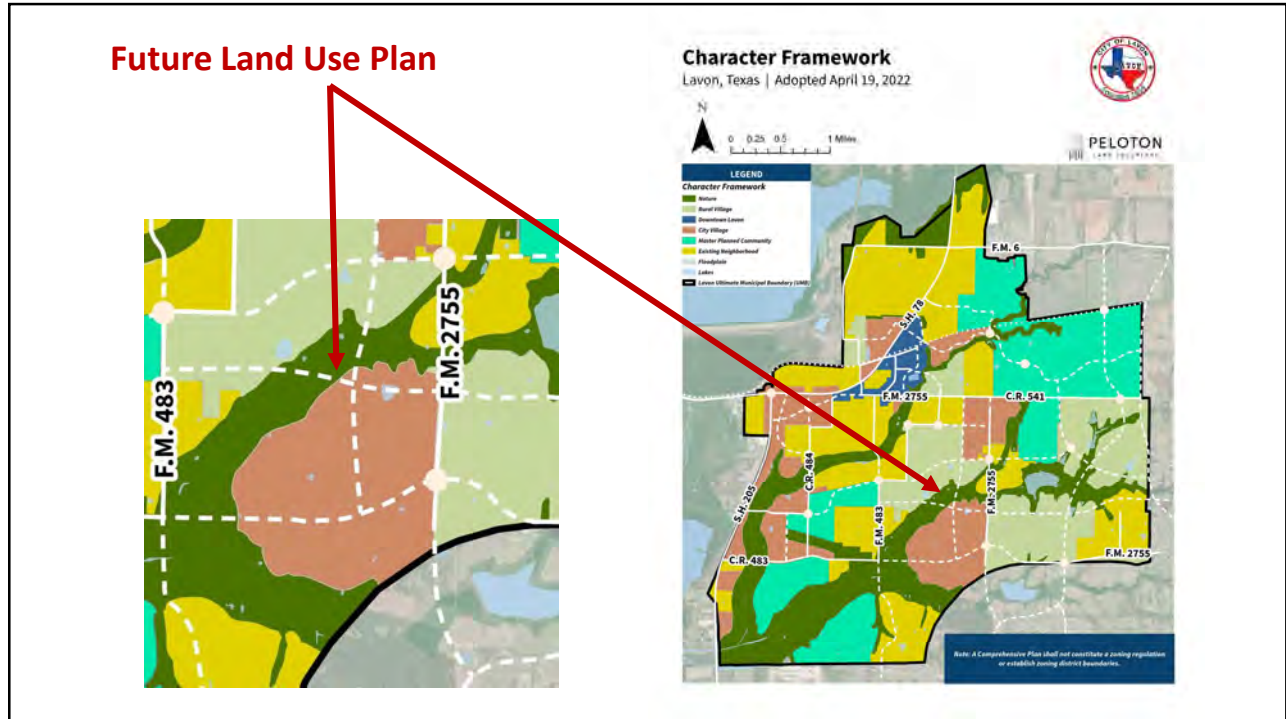 Future Land Use Plan
Character Framework
Lavon, Texas | Adopted April 19, 2022
CITY OF LAVON
N
0 0.25 0.5 1 Miles
PELOTON
LAND SOLUTIONS
LEGEND
Character Framework
Nature
Rural Village
Downtown Lavon
City Village
Master Planned Community
Existing Neighborhood
Floodplain
Lakes
Lavon Ultimate Municipal Boundary (UMB)
F.M. 6
S.H. 78
F.M. 2755
C.R. 541
C.R. 484
F.M. 2755
S.H. 205
F.M. 483
C.R. 483
F.M. 2755
F.M. 2755
F.M. 483
Note: A Comprehensive Plan shall not constitute a zoning regulation
or establish zoning district boundaries.